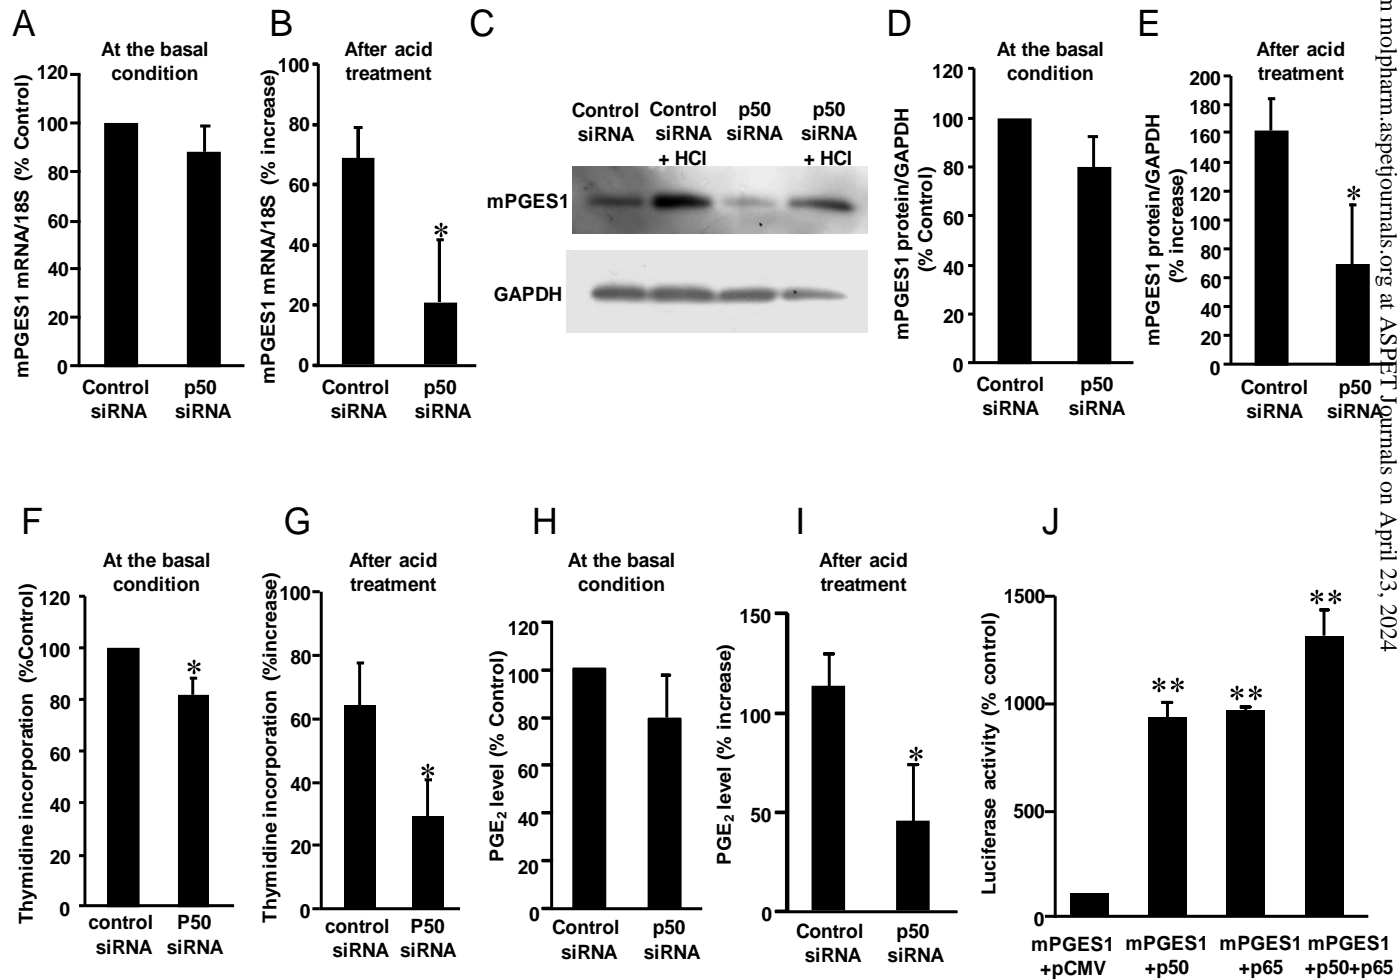 A
At the basal
condition
mPGES1 mRNA/18S (% Control)
120
100
80
60
40
20
0
Control
siRNA
p50
siRNA
B
After acid
treatment
mPGES1 mRNA/18S (% increase)
100
80
60
40
20
0
*
Control
siRNA
p50
siRNA
C
Control
siRNA
Control
siRNA
+ HCl
p50
siRNA
p50
siRNA
+ HCl
mPGES1
GAPDH
D
At the basal
condition
mPGES1 protein/GAPDH
(% Control)
120
100
80
60
40
20
0
Control
siRNA
p50
siRNA
E
After acid
treatment
mPGES1 protein/GAPDH
(% increase)
200
180
160
140
120
100
80
60
40
20
0
*
Control
siRNA
p50
siRNA
F
At the basal
condition
Thymidine incorporation (%Control)
120
100
80
60
40
20
0
*
control
siRNA
P50
siRNA
G
After acid
treatment
Thymidine incorporation (%increase)
100
80
60
40
20
0
*
control
siRNA
P50
siRNA
H
At the basal
condition
PGE2 level (% Control)
120
100
80
60
40
20
0
Control
siRNA
p50
siRNA
I
After acid
treatment
PGE2 level (% increase)
150
100
50
0
*
Control
siRNA
p50
siRNA
J
Luciferase activity (% control)
1500
1000
500
0
**
**
**
mPGES1
+pCMV
mPGES1
+p50
mPGES1
+p65
mPGES1
+p50+p65
molpharm.aspetjournals.org at ASPET Journals on April 23, 2024